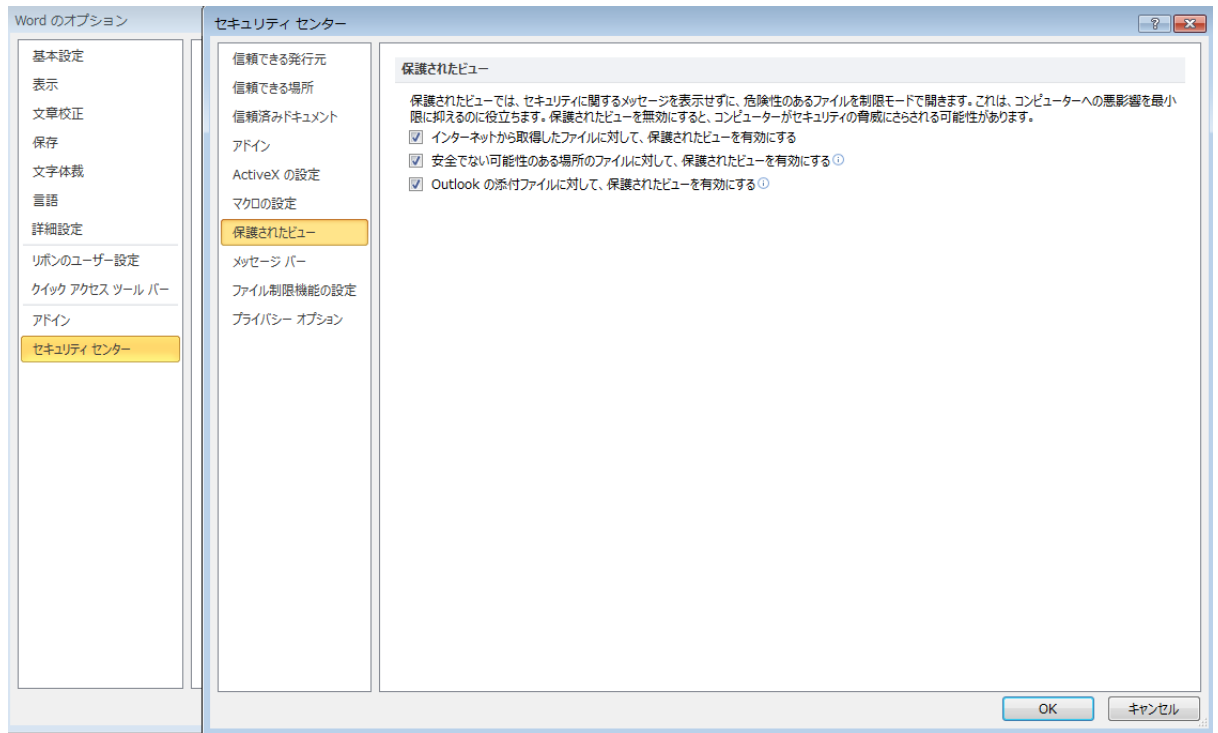 Word のオプション
基本設定
表示
文章校正
保存
文字体裁
言語
詳細設定
リボンのユーザー設定
クイック アクセス ツール バー
アドイン
セキュリティ センター
セキュリティ センター
信頼できる発行元
信頼できる場所
信頼済みドキュメント
アドイン
ActiveX の設定
マクロの設定
保護されたビュー
メッセージ バー
ファイル制限機能の設定
プライバシー オプション
保護されたビュー
保護されたビューでは、セキュリティに関するメッセージを表示せずに、危険性のあるファイルを制限モードで開きます。これは、コンピューターへの悪影響を最小
限に抑えるのに役立ちます。保護されたビューを無効にすると、コンピューターがセキュリティの脅威にさらされる可能性があります。
インターネットから取得したファイルに対して、保護されたビューを有効にする
安全でない可能性のある場所のファイルに対して、保護されたビューを有効にする
Outlook の添付ファイルに対して、保護されたビューを有効にする
OK
キャンセル